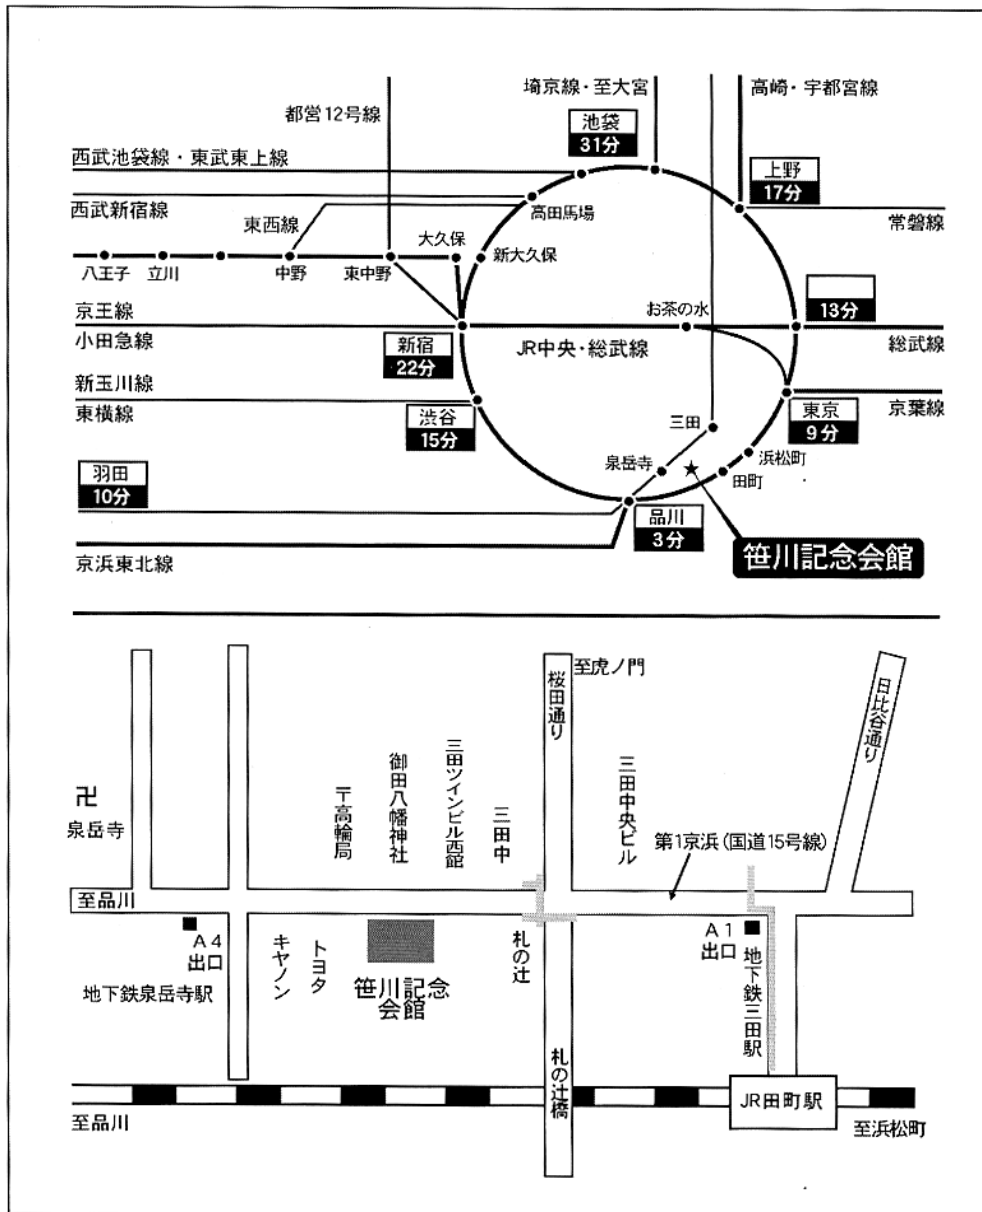 埼京線・至大宮
高崎・宇都宮線
都営12号線
池袋
31分
西武池袋線・東武東上線
上野
17分
西武新宿線
高田馬場
常磐線
東西線
大久保
新大久保
八王子
立川
中野
東中野
京王線
お茶の水
13分
小田急線
新宿
22分
JR中央・総武線
総武線
新玉川線
東横線
渋谷
15分
東京
9分
京葉線
三田
浜松町
羽田
10分
泉岳寺
田町
品川
3分
京浜東北線
笹川記念会館
至虎ノ門
桜田通り
日比谷通り
卍
泉岳寺
〒高輪局
御田八幡神社
三田ツインビル西館
三田中
三田中央ビル
第1京浜(国道15号線)
至品川
A4
出口
地下鉄泉岳寺駅
キヤノン
トヨタ
笹川記念
会館
札の辻
A1
出口
地下鉄三田駅
札の辻橋
JR田町駅
至品川
至浜松町